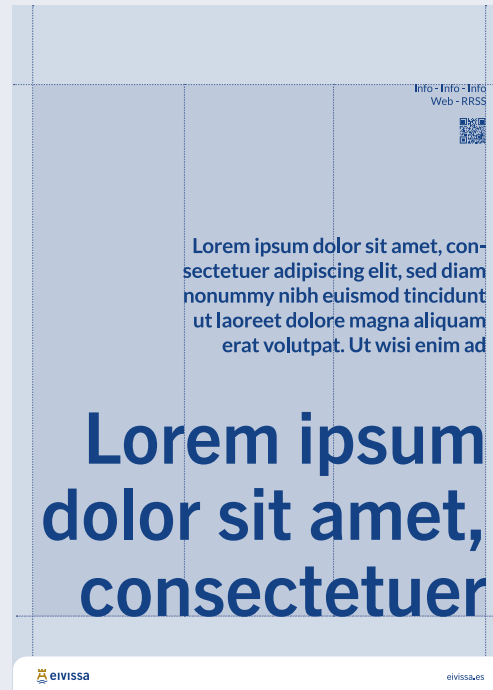 Info - Info - Info
Web - RRSS
Lorem ipsum dolor sit amet, con-
sectetuer adipiscing elit, sed diam
nonummy nibh euismod tincidunt
ut laoreet dolore magna aliquam
erat volutpat. Ut wisi enim ad
Lorem ipsum
dolor sit amet,
consectetuer
eivissa
eivissa.es